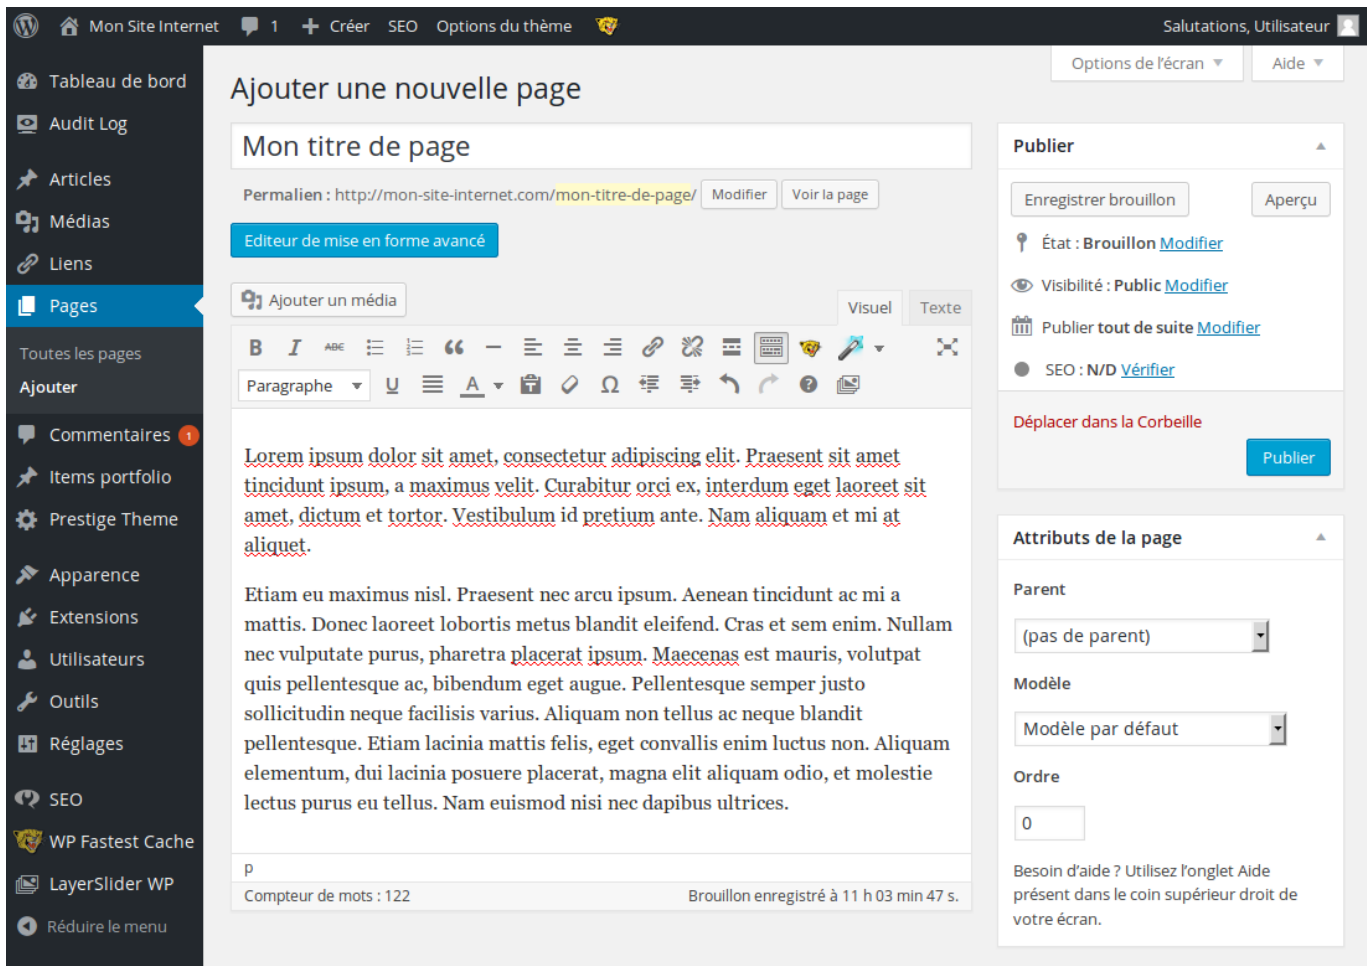 Mon Site Internet 1 Créer SEO Options du thème Salutations, Utilisateur
Tableau de bord
Audit Log
Articles
Médias
Liens
Pages
Toutes les pages
Ajouter
Commentaires 1
Items portfolio
Prestige Theme
Apparence
Extensions
Utilisateurs
Outils
Réglages
SEO
WP Fastest Cache
LayerSlider WP
Réduire le menu
Options de l'écran Aide
Ajouter une nouvelle page
Mon titre de page
Permalien : http://mon-site-internet.com/mon-titre-de-page/ Modifier Voir la page
Editeur de mise en forme avancé
Ajouter un média
Visuel Texte
B I ABE
Paragraphe U A T Ω
Lorem ipsum dolor sit amet, consectetur adipiscing elit. Praesent sit amet
tincidunt ipsum, a maximus velit. Curabitur orci ex, interdum eget laoreet sit
amet, dictum et tortor. Vestibulum id pretium ante. Nam aliquam et mi at
aliquet.
Etiam eu maximus nisl. Praesent nec arcu ipsum. Aenean tincidunt ac mi a
mattis. Donec laoreet lobortis metus blandit eleifend. Cras et sem enim. Nullam
nec vulputate purus, pharetra placerat ipsum. Maecenas est mauris, volutpat
quis pellentesque ac, bibendum eget augue. Pellentesque semper justo
sollicitudin neque facilisis varius. Aliquam non tellus ac neque blandit
pellentesque. Etiam lacinia mattis felis, eget convallis enim luctus non. Aliquam
elementum, dui lacinia posuere placerat, magna elit aliquam odio, et molestie
lectus purus eu tellus. Nam euismod nisi nec dapibus ultrices.
p
Compteur de mots : 122 Brouillon enregistré à 11 h 03 min 47 s.
Publier
Enregistrer brouillon Aperçu
État : Brouillon Modifier
Visibilité : Public Modifier
Publier tout de suite Modifier
SEO : N/D Vérifier
Déplacer dans la Corbeille
Publier
Attributs de la page
Parent
(pas de parent)
Modèle
Modèle par défaut
Ordre
0
Besoin d'aide ? Utilisez l'onglet Aide
présent dans le coin supérieur droit de
votre écran.